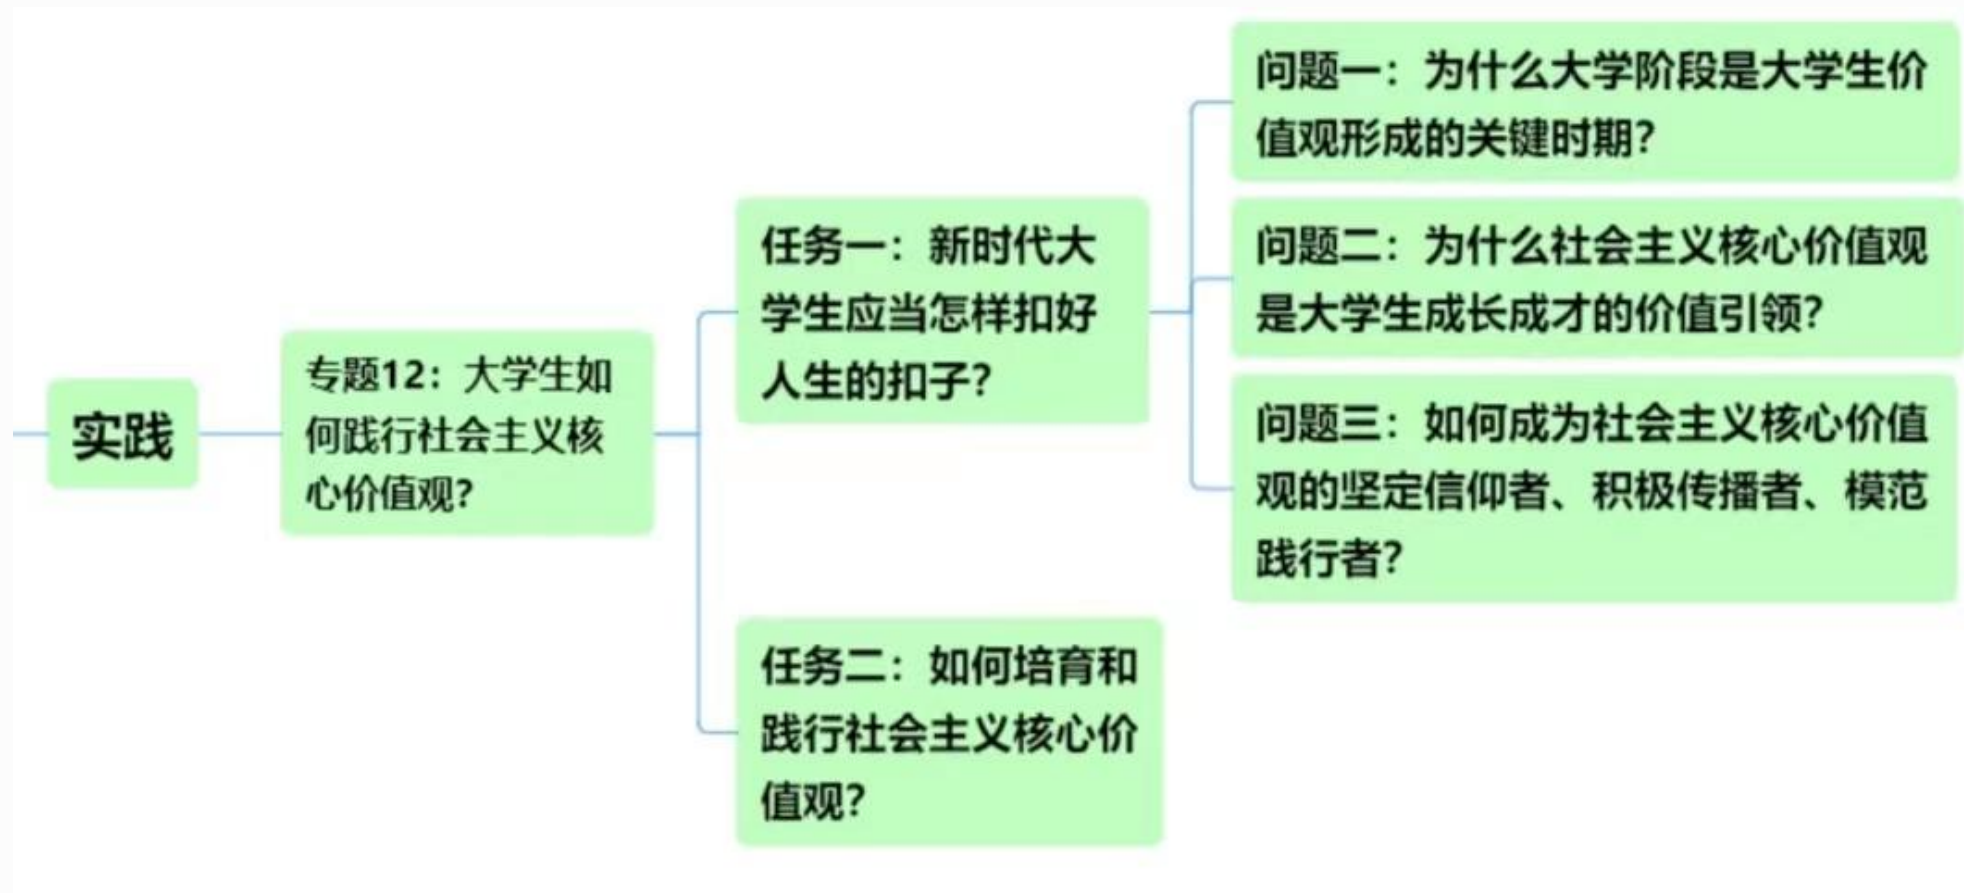 实践
专题12：大学生如
何践行社会主义核
心价值观？
任务一：新时代大
学生应当怎样扣好
人生的扣子？
问题一：为什么大学阶段是大学生价
值观形成的关键时期？
问题二：为什么社会主义核心价值观
是大学生成长成才的价值引领？
问题三：如何成为社会主义核心价值
观的坚定信仰者、积极传播者、模范
践行者？
任务二：如何培育和
践行社会主义核心价
值观？